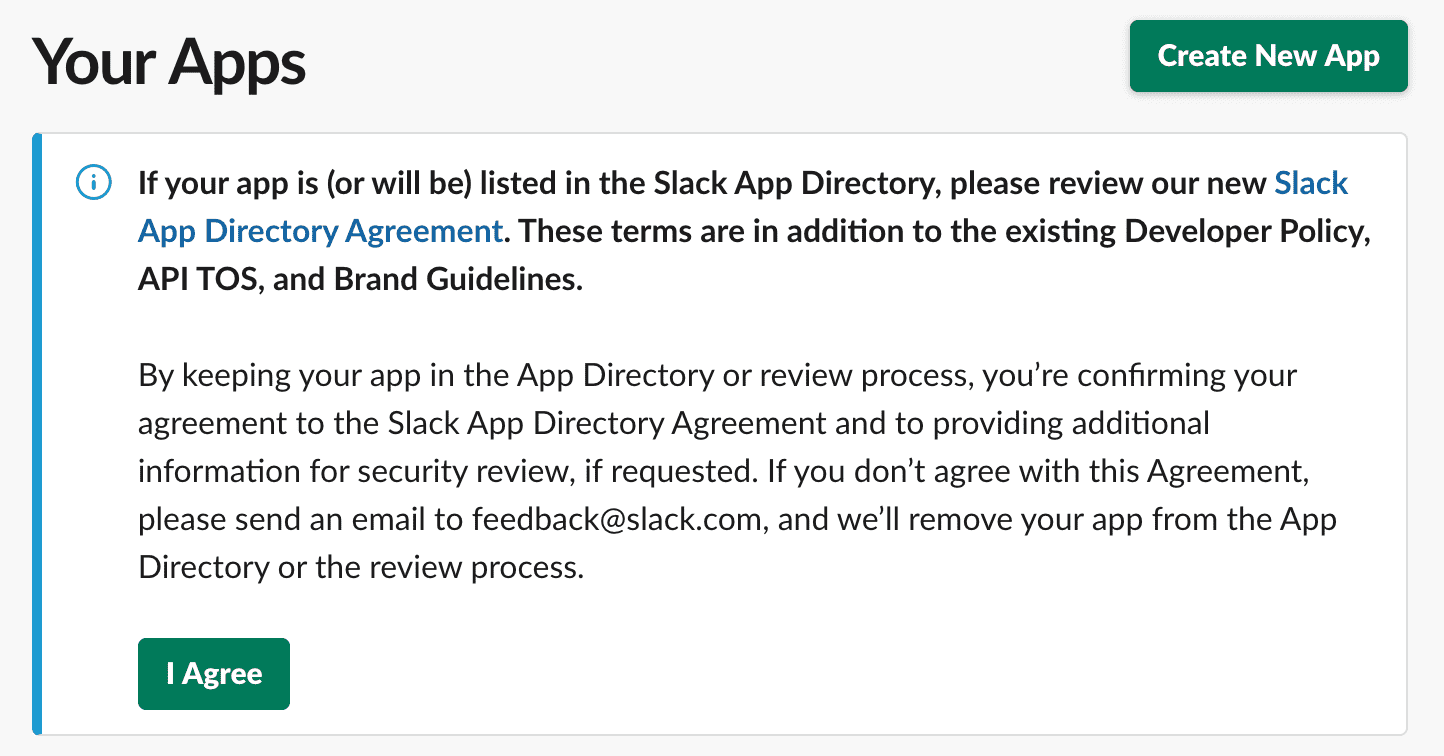 Your Apps
Create New App
If your app is (or will be) listed in the Slack App Directory, please review our new Slack
App Directory Agreement. These terms are in addition to the existing Developer Policy,
API TOS, and Brand Guidelines.
By keeping your app in the App Directory or review process, you’re confirming your
agreement to the Slack App Directory Agreement and to providing additional
information for security review, if requested. If you don’t agree with this Agreement,
please send an email to feedback@slack.com, and we’ll remove your app from the App
Directory or the review process.
I Agree